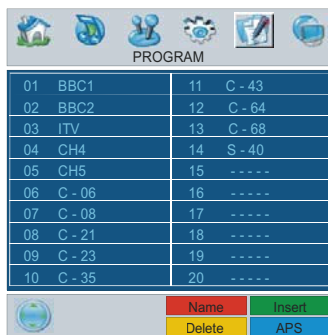 PROGRAM
01 BBC1
02 BBC2
03 ITV
04 CH4
05 CH5
06 C - 06
07 C - 08
08 C - 21
09 C - 23
10 C - 35
11 C - 43
12 C - 64
13 C - 68
14 S - 40
15 - - - - -
16 - - - - -
17 - - - - -
18 - - - - -
19 - - - - -
20 - - - - -
Name Insert
Delete APS